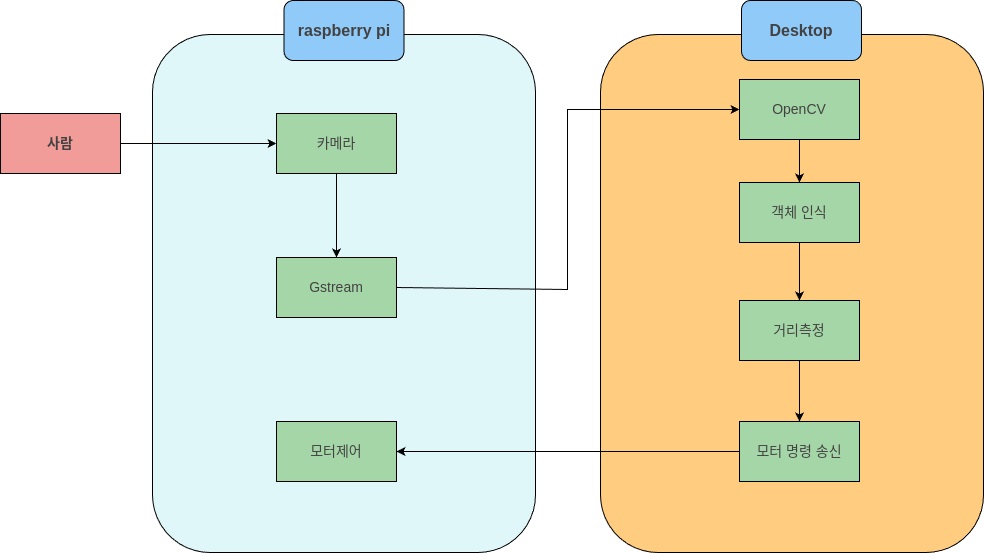 raspberry pi
Desktop
사람
카메라
Gstream
모터제어
OpenCV
객체 인식
거리측정
모터 명령 송신